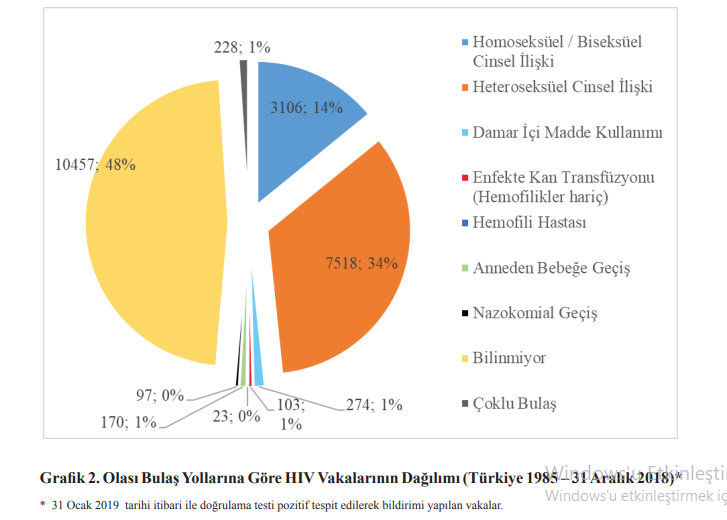 228; 1%
3106; 14%
10457; 48%
7518; 34%
97; 0%
170; 1%
23; 0%
103;
1%
274; 1%
Homoseksüel / Biseksüel
Cinsel İlişki
Heteroseksüel Cinsel İlişki
Damar İçi Madde Kullanımı
Enfekte Kan Transfüzyonu
(Hemofilikler hariç)
Hemofili Hastası
Anneden Bebeğe Geçiş
Nazokomial Geçiş
Bilinmiyor
Çoklu Bulaş
Grafik 2. Olası Bulaş Yollarına Göre HIV Vakalarının Dağılımı (Türkiye 1985 – 31 Aralık 2018)*
* 31 Ocak 2019 tarihi itibari ile doğrulama testi pozitif tespit edilerek bildirimi yapılan vakalar.
Windows'u Etkinleşti
Windows'u etkinleştirmek iç